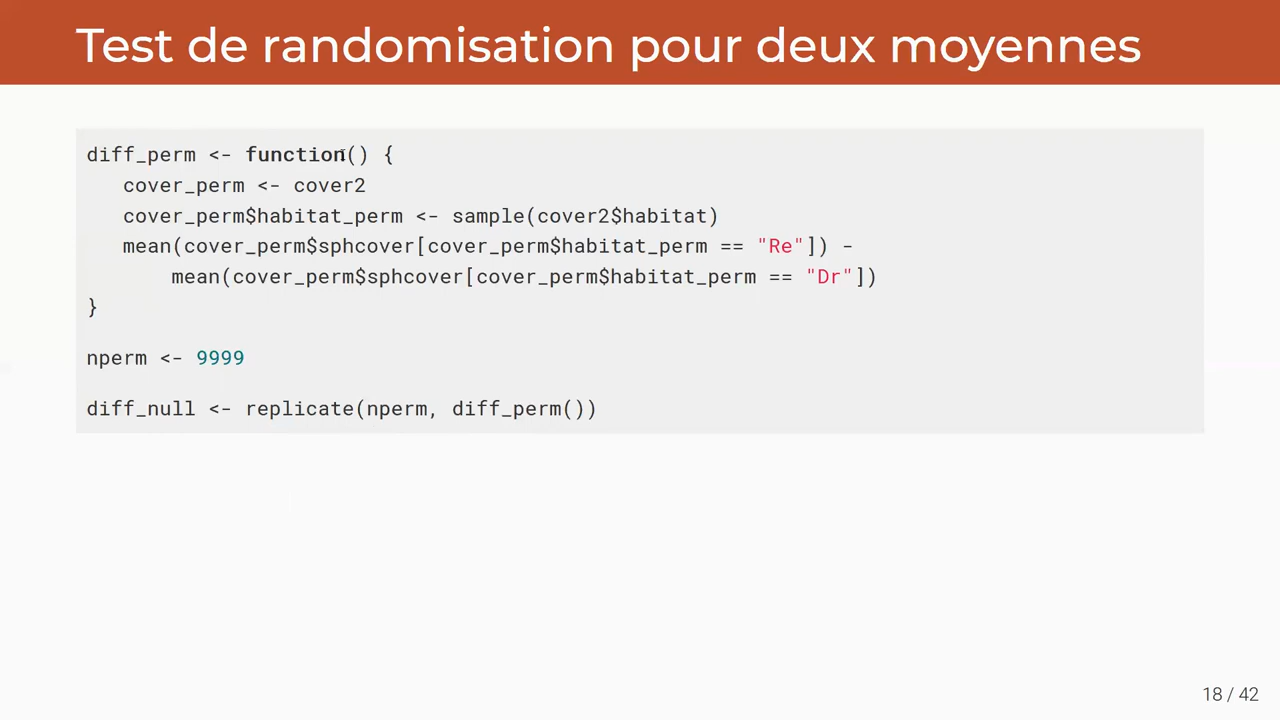 Test de randomisation pour deux moyennes
diff_perm <- function() {
cover_perm <- cover2
cover_perm$habitat_perm <- sample(cover2$habitat)
mean(cover_perm$sphcover[cover_perm$habitat_perm == "Re"]) -
mean(cover_perm$sphcover[cover_perm$habitat_perm == "Dr"])
}
nperm <- 9999
diff_null <- replicate(nperm, diff_perm())
18 / 42